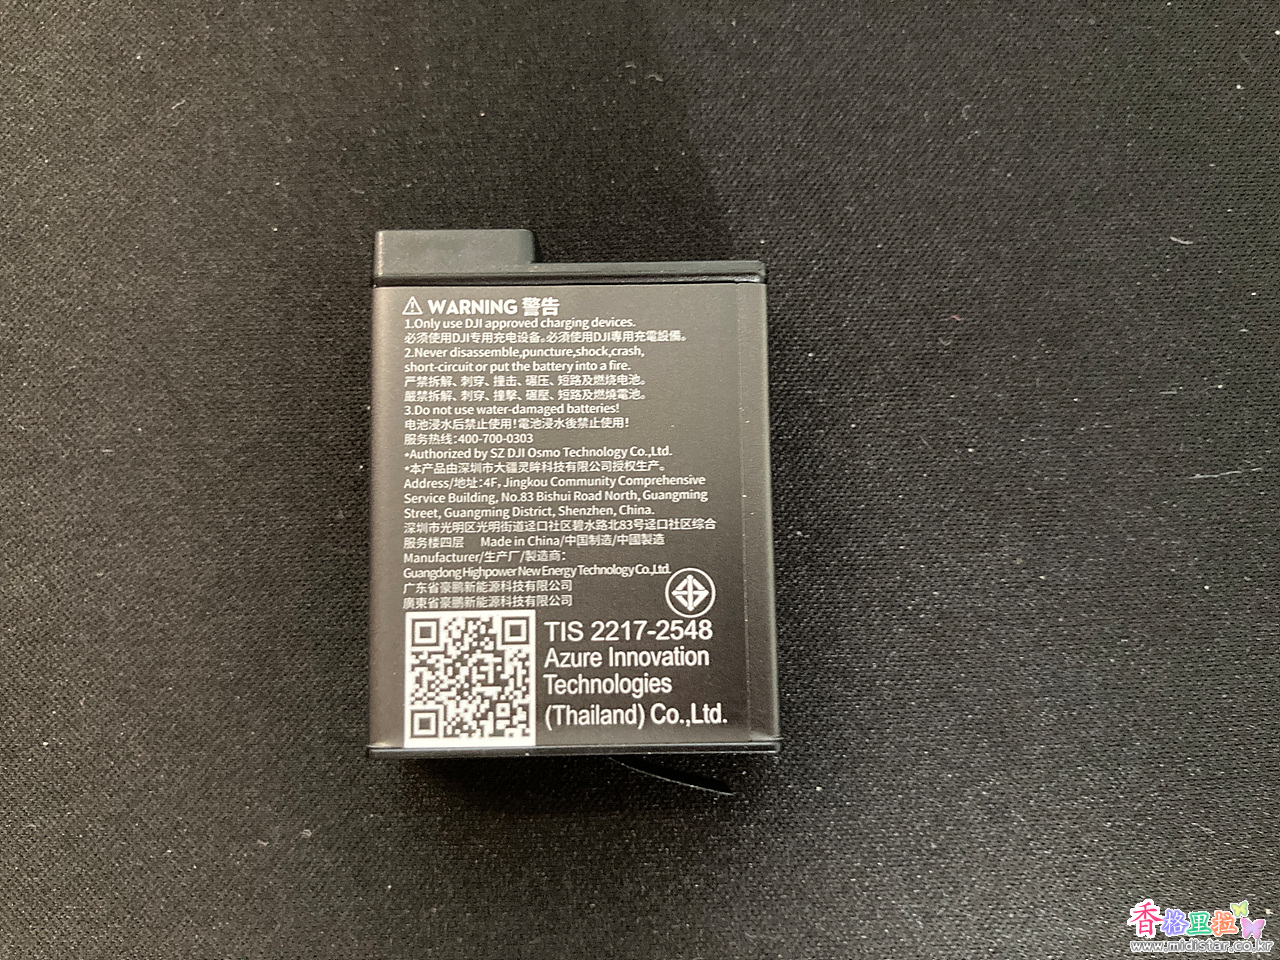 ⚠ WARNING 警告
1.Only use DJI approved charging devices.
必须使用DJI专用充电设备。必須使用DJI專用充電設備。
2.Never disassemble,puncture,shock,crash,
short-circuit or put the battery into a fire.
严禁拆解、刺穿、撞击、碾压、短路及燃烧电池。
嚴禁拆解、刺穿、撞擊、碾壓、短路及燃燒電池。
3.Do not use water-damaged batteries!
电池浸水后禁止使用!電池浸水後禁止使用!
服务热线:400-700-0303
•Authorized by SZ DJI Osmo Technology Co.,Ltd.
•本产品由深圳市大疆灵眸科技有限公司授权生产。
Address/地址:4F, Jingkou Community Comprehensive
Service Building, No.83 Bishui Road North, Guangming
Street, Guangming District, Shenzhen, China.
深圳市光明区光明街道迳口社区碧水路北83号迳口社区综合
服务楼四层 Made in China/中国制造/中國製造
Manufacturer/生产厂/製造商:
Guangdong Highpower New Energy Technology Co.,Ltd.
广东省豪鹏新能源科技有限公司
廣東省豪鵬新能源科技有限公司
TIS 2217-2548
Azure Innovation
Technologies
(Thailand) Co.,Ltd.
香格里拉
www.midistar.co.kr